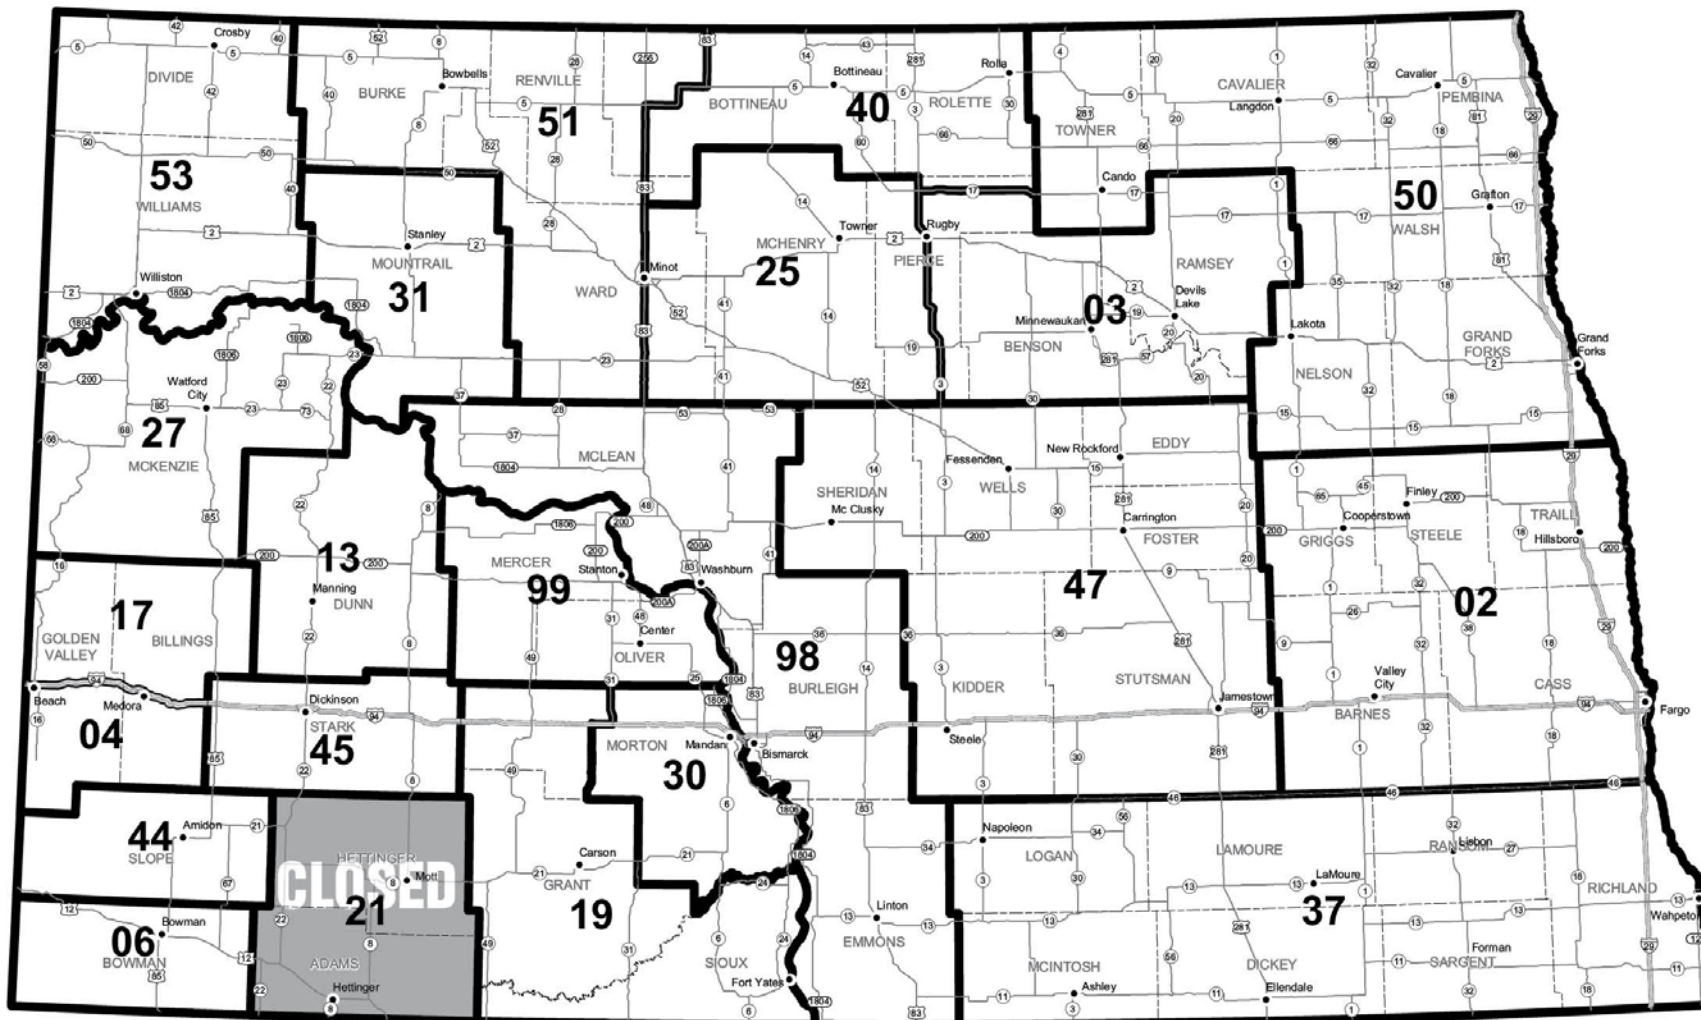 Crosby
DIVIDE
BURKE
Bowbells
RENVILLE
51
BOTTINEAU
Bottineau
40
ROLETTE
Rolla
TOWNER
CAVALIER
Langdon
Cavalier
PEMBINA
53
WILLIAMS
Williston
Stanley
MOUNTRAIL
31
WARD
Minot
MCHENRY
Towner
25
Rugby
PIERCE
Cando
03
Minnewaukan
BENSON
RAMSEY
Devils
Lake
50
WALSH
Grafton
Lakota
NELSON
GRAND
FORKS
Grand
Forks
Watford
City
27
MCKENZIE
MCLEAN
SHERIDAN
Mc Clusky
Fessenden
WELLS
New Rockford
EDDY
Carrington
FOSTER
47
Finley
Cooperstown
GRIGGS
STEELE
TRAILL
Hillsboro
02
13
Manning
DUNN
MERCER
Stanton
99
Washburn
Center
OLIVER
17
GOLDEN
VALLEY
BILLINGS
Beach
Medora
04
Dickinson
STARK
45
98
BURLEIGH
MORTON
Mandan
Bismarck
30
KIDDER
Steele
STUTSMAN
Jamestown
Valley
City
BARNES
CASS
Fargo
44
Amidon
SLOPE
HETTINGER
CLOSED
Mott
21
ADAMS
Hettinger
06
Bowman
BOWMAN
Carson
GRANT
19
SIOUX
Fort Yates
Linton
EMMONS
Napoleon
LOGAN
MCINTOSH
Ashley
LAMOURE
LaMoure
37
DICKEY
Ellendale
RANSOM
Lisbon
Forman
SARGENT
RICHLAND
Wahpeto